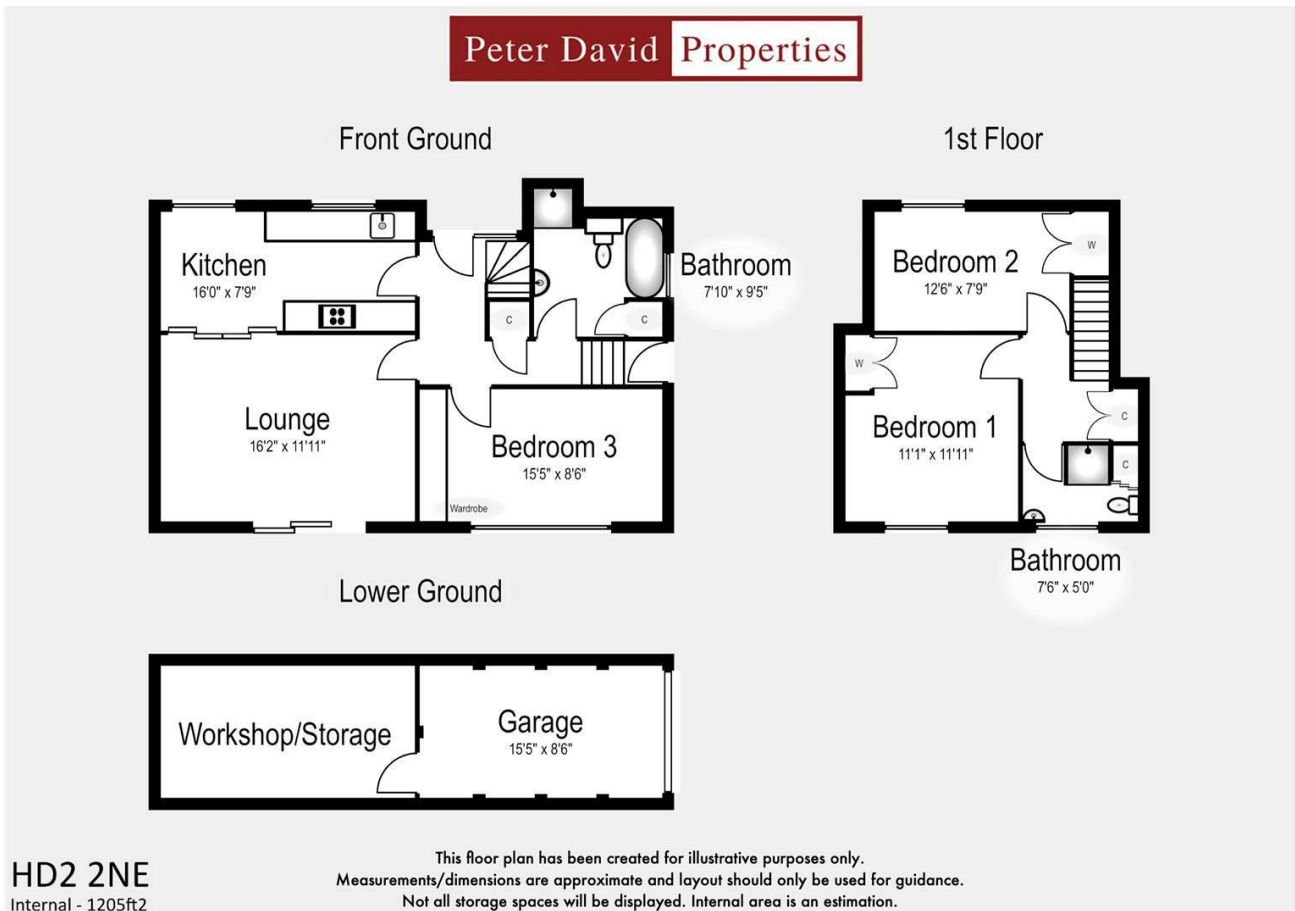 Peter David Properties
Front Ground
1st Floor
Kitchen
16'0" x 7'9"
C
C
Bathroom
7'10" x 9'5"
Lounge
16'2" x 11'11"
Bedroom 3
15'5" x 8'6"
Wardrobe
Bedroom 2
12'6" x 7'9"
W
W
Bedroom 1
11'1" x 11'11"
C
C
Bathroom
7'6" x 5'0"
Lower Ground
Workshop/Storage
Garage
15'5" x 8'6"
HD2 2NE
Internal - 1205ft2
This floor plan has been created for illustrative purposes only.
Measurements/dimensions are approximate and layout should only be used for guidance.
Not all storage spaces will be displayed. Internal area is an estimation.